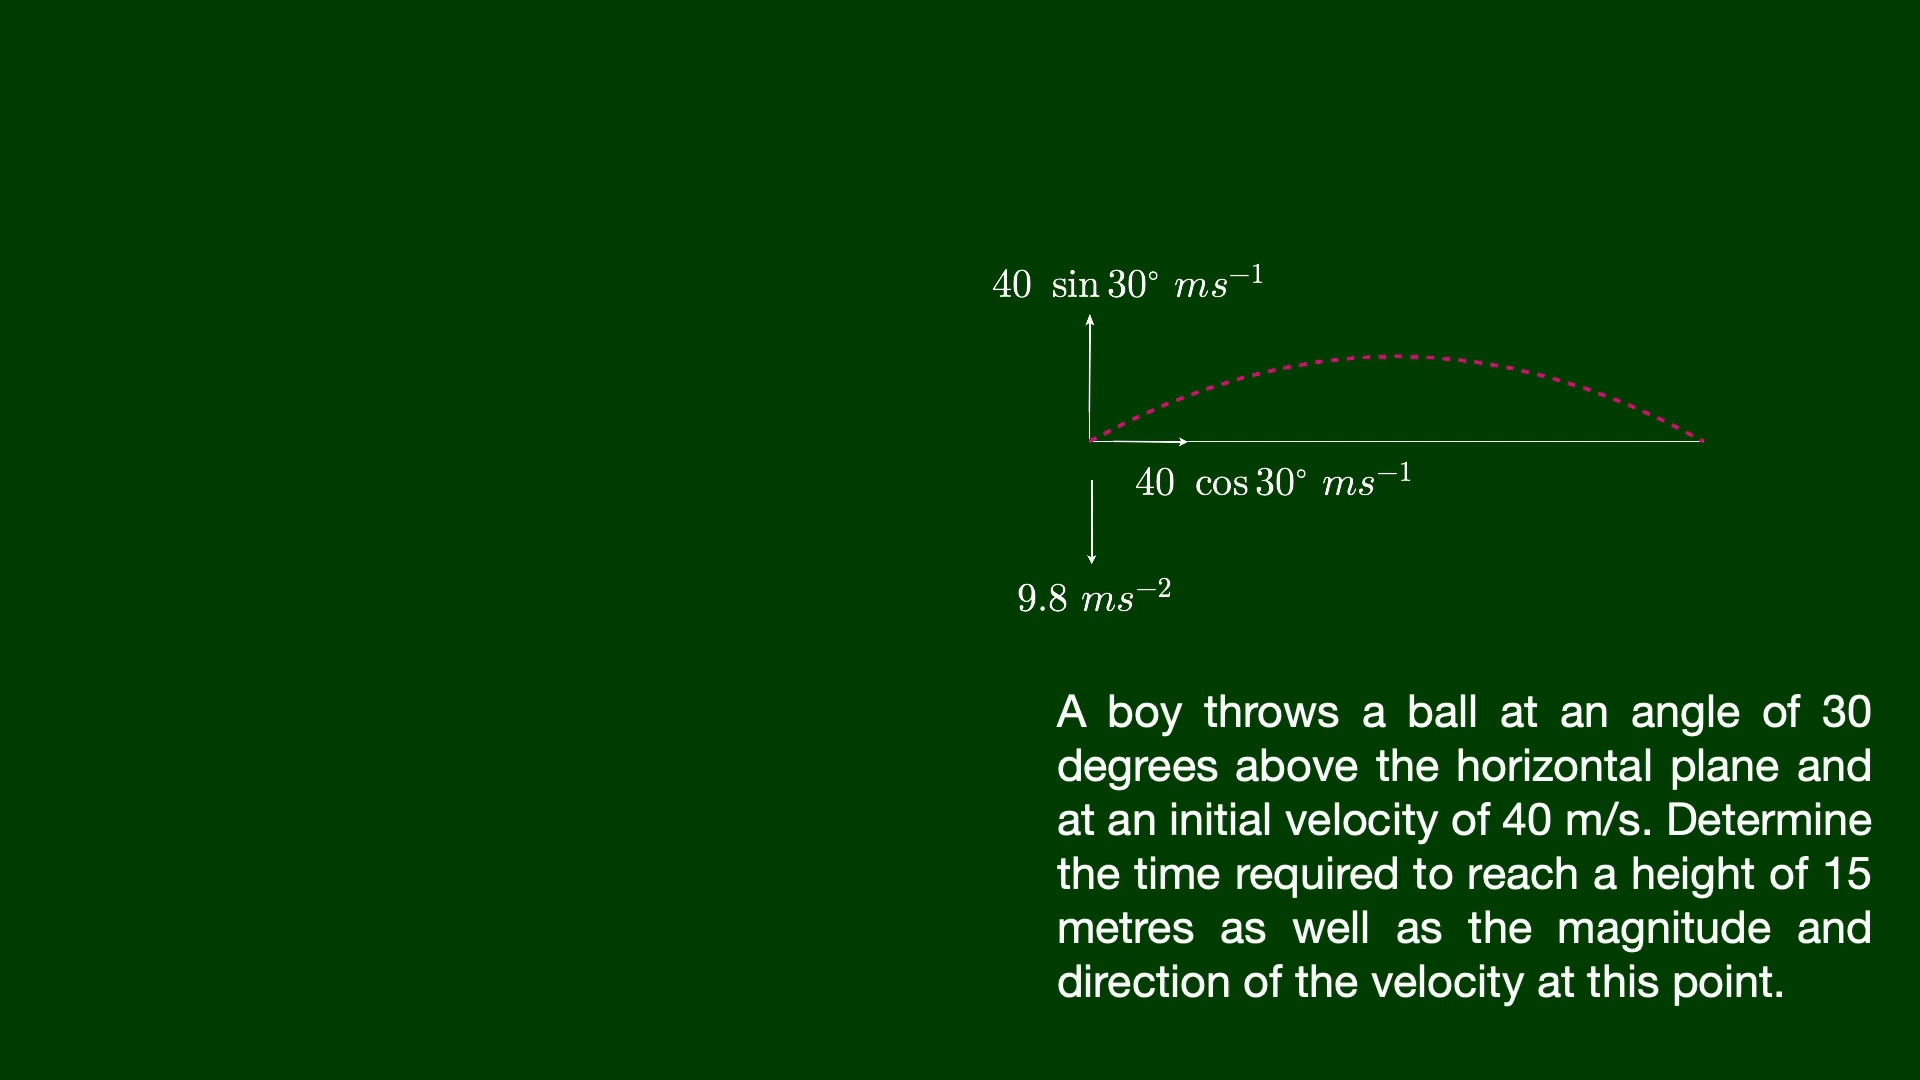 40 sin 30° ms⁻¹
40 cos 30° ms⁻¹
9.8 ms⁻²
A boy throws a ball at an angle of 30
degrees above the horizontal plane and
at an initial velocity of 40 m/s. Determine
the time required to reach a height of 15
metres as well as the magnitude and
direction of the velocity at this point.